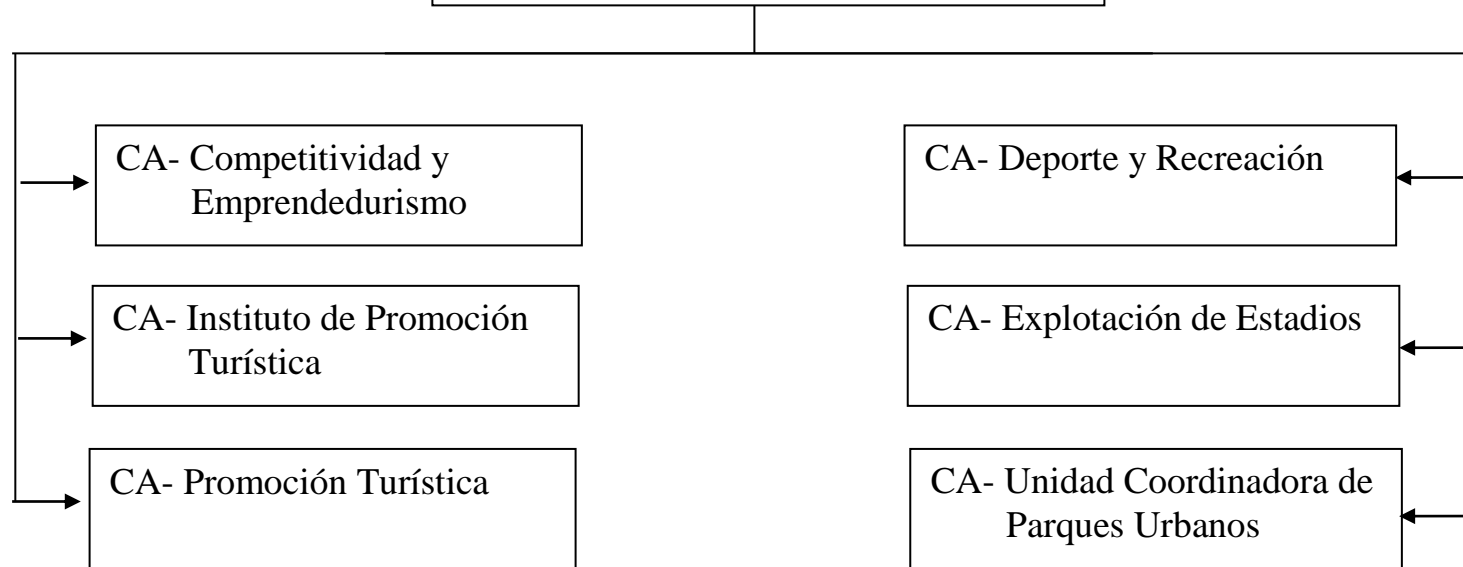 CA- Competitividad y
Emprendedurismo
CA- Instituto de Promoción
Turística
CA- Promoción Turística
CA- Deporte y Recreación
CA- Explotación de Estadios
CA- Unidad Coordinadora de
Parques Urbanos